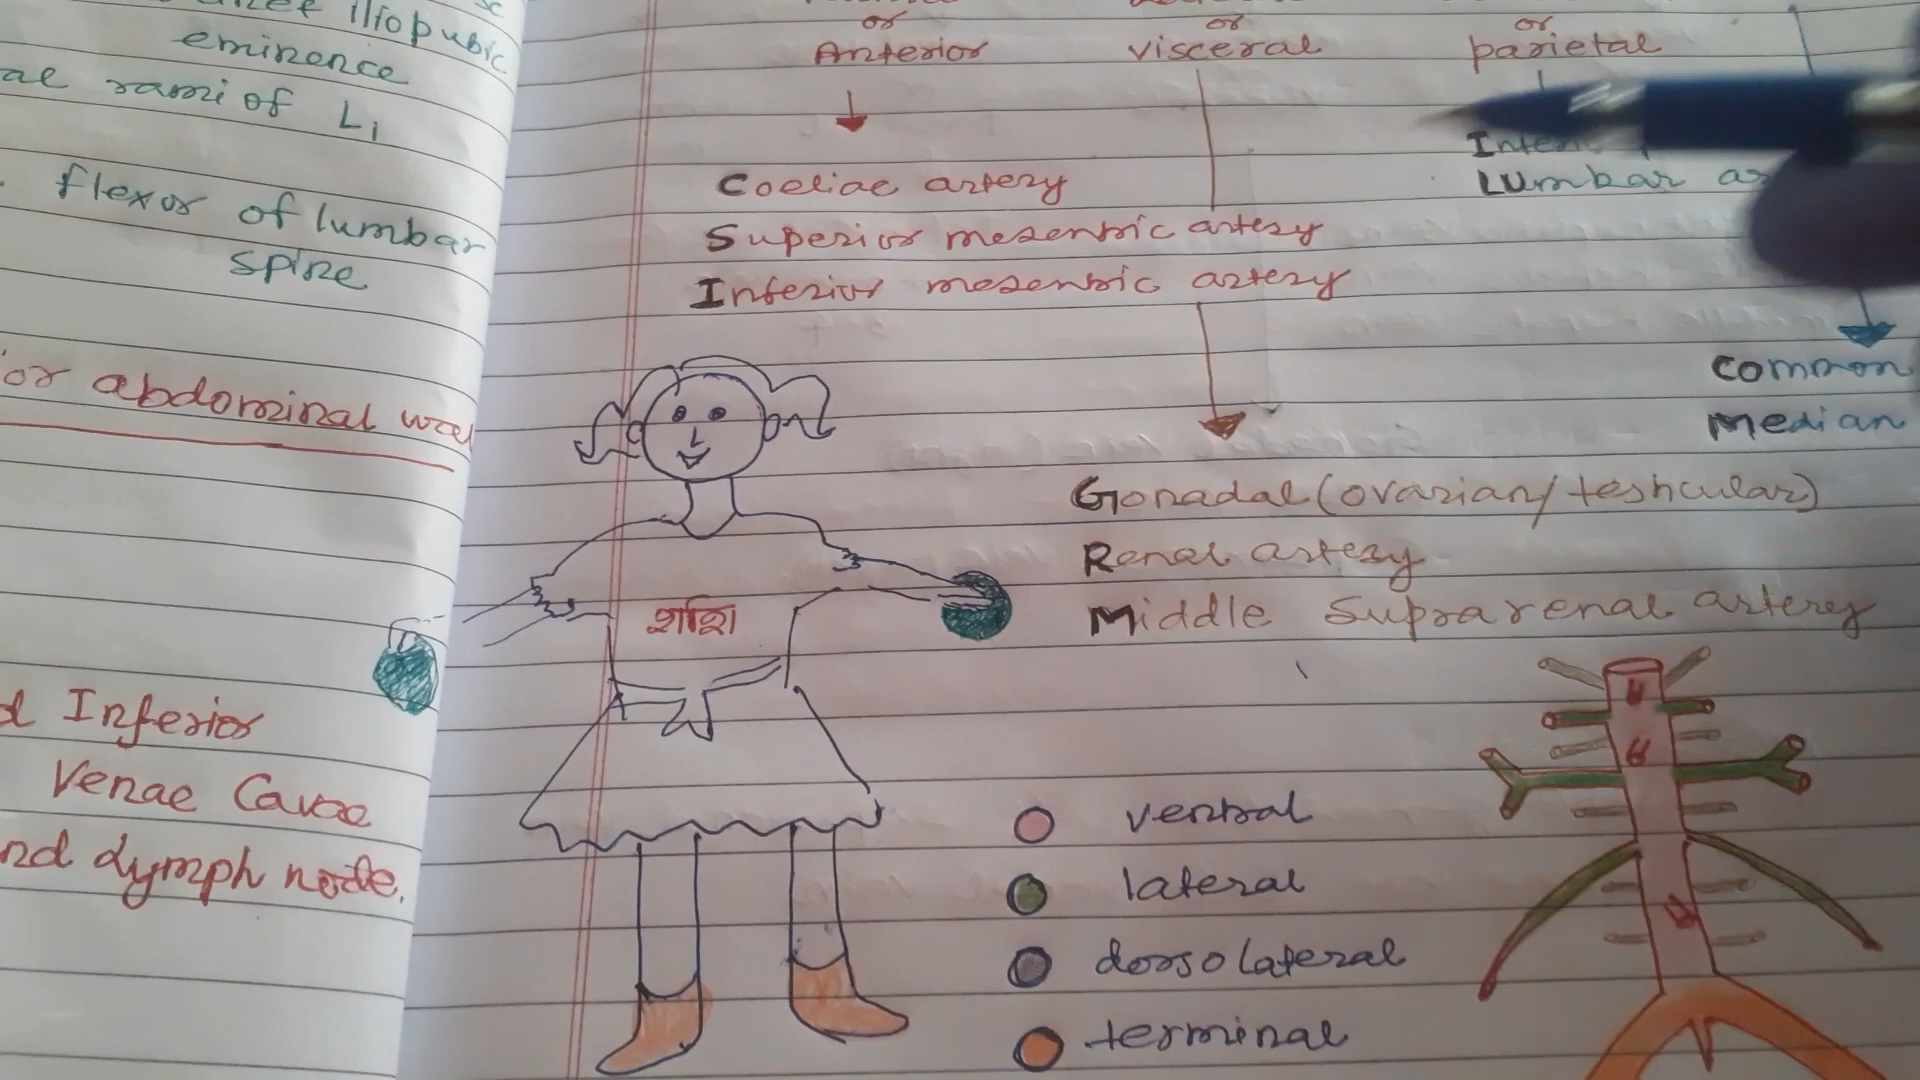 iliopubic
eminence
rami of L1
flexor of lumbar
spine
or abdominal
Inferior
Venae Cavae
nd Lymph node.
or
Anterior
or
visceral
or
parietal
Coeliac artery
Superior mesentric artery
Inferior mesentric artery
Lumbar
Common
Median
Gonadal (ovarian/testicular)
Renal artery
Middle suprarenal artery
शशि
ventral
lateral
dorsolateral
terminal